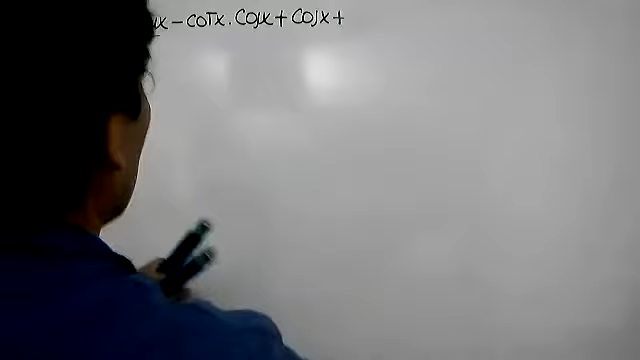 x - COTX . COSX + COSX +